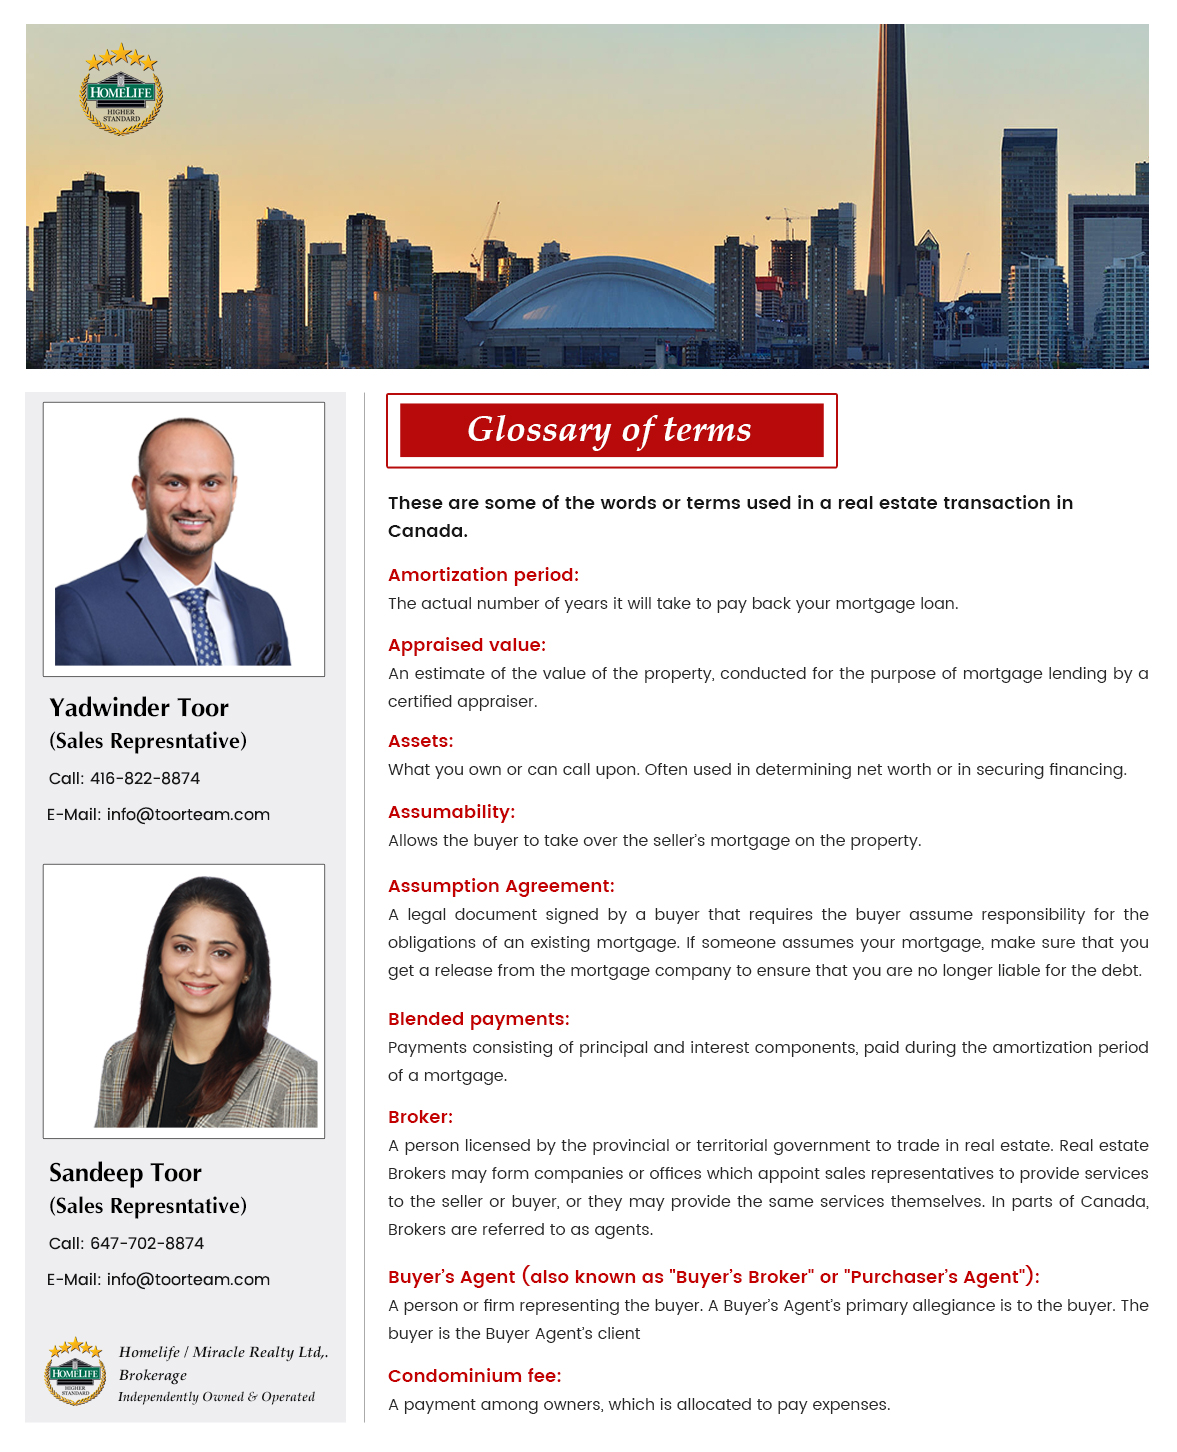 HOMELIFE
HIGHER
STANDARD
Yadwinder Toor
(Sales Represntative)
Call: 416-822-8874
E-Mail: info@toorteam.com
Sandeep Toor
(Sales Represntative)
Call: 647-702-8874
E-Mail: info@toorteam.com
HOMELIFE
HIGHER
STANDARD
Homelife / Miracle Realty Ltd,.
Brokerage
Independently Owned & Operated
Glossary of terms
These are some of the words or terms used in a real estate transaction in
Canada.
Amortization period:
The actual number of years it will take to pay back your mortgage loan.
Appraised value:
An estimate of the value of the property, conducted for the purpose of mortgage lending by a
certified appraiser.
Assets:
What you own or can call upon. Often used in determining net worth or in securing financing.
Assumability:
Allows the buyer to take over the seller’s mortgage on the property.
Assumption Agreement:
A legal document signed by a buyer that requires the buyer assume responsibility for the
obligations of an existing mortgage. If someone assumes your mortgage, make sure that you
get a release from the mortgage company to ensure that you are no longer liable for the debt.
Blended payments:
Payments consisting of principal and interest components, paid during the amortization period
of a mortgage.
Broker:
A person licensed by the provincial or territorial government to trade in real estate. Real estate
Brokers may form companies or offices which appoint sales representatives to provide services
to the seller or buyer, or they may provide the same services themselves. In parts of Canada,
Brokers are referred to as agents.
Buyer’s Agent (also known as "Buyer’s Broker" or "Purchaser’s Agent"):
A person or firm representing the buyer. A Buyer’s Agent’s primary allegiance is to the buyer. The
buyer is the Buyer Agent’s client
Condominium fee:
A payment among owners, which is allocated to pay expenses.